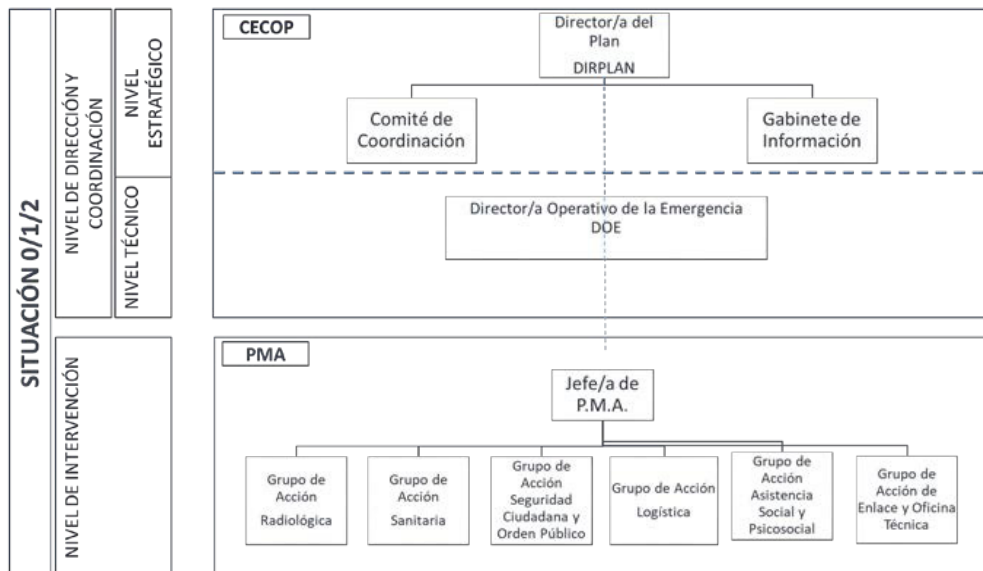 SITUACIÓN 0/1/2
NIVEL DE DIRECCIÓN Y
COORDINACIÓN
NIVEL
ESTRATÉGICO
NIVEL TÉCNICO
NIVEL DE INTERVENCIÓN
CECOP
Director/a del
Plan
DIRPLAN
Comité de
Coordinación
Gabinete de
Información
Director/a Operativo de la Emergencia
DOE
PMA
Jefe/a de
P.M.A.
Grupo de
Acción
Radiológica
Grupo de
Acción
Sanitaria
Grupo de
Acción
Seguridad
Ciudadana y
Orden Público
Grupo de Acción
Logística
Grupo de
Acción
Asistencia
Social y
Psicosocial
Grupo de
Acción de
Enlace y Oficina
Técnica